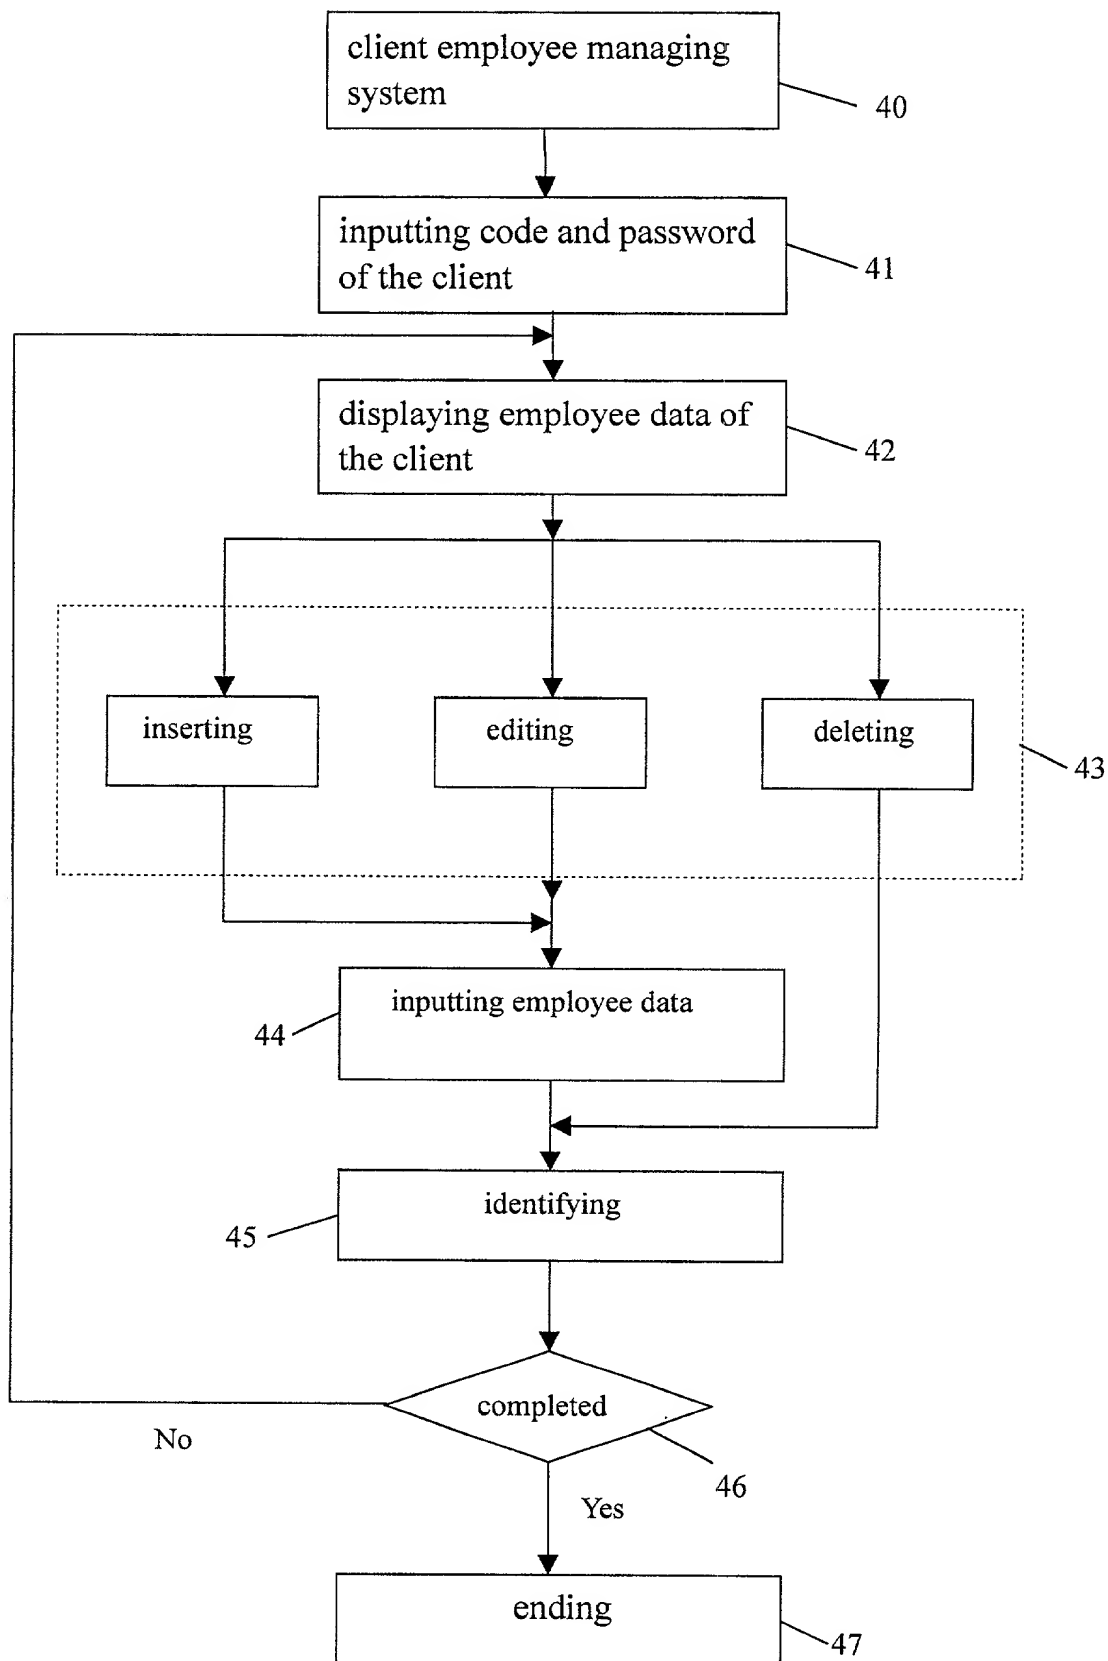 client employee managing
system
40
inputting code and password
of the client
41
displaying employee data of
the client
42
inserting
editing
deleting
43
inputting employee data
44
identifying
45
completed
No
46
Yes
ending
47